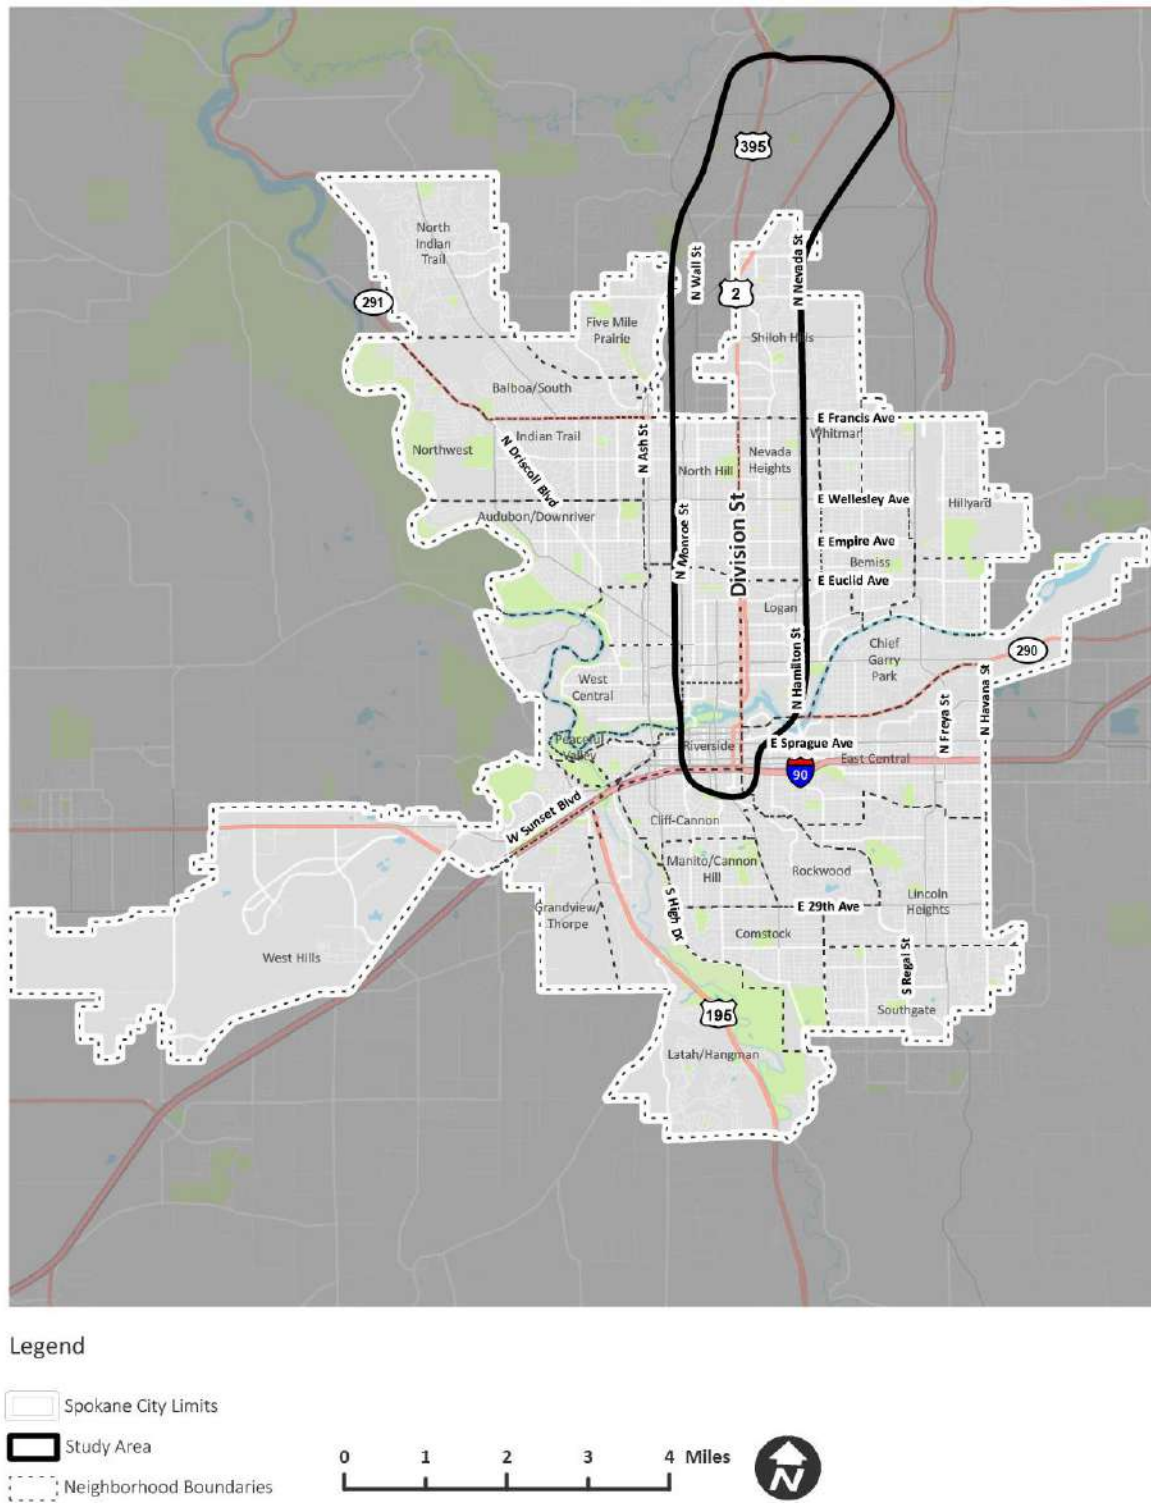 395
North
Indian
Trail
N Wall St
N Nevada St
2
291
Five Mile
Prairie
Shiloh Hills
Balboa/South
Indian Trail
E Francis Ave
Whitman
N Ash St
N Driscoll Blvd
Northwest
North Hill
Nevada
Heights
E Wellesley Ave
Hillyard
Audubon/Downriver
Division St
N Monroe St
E Empire Ave
Bemiss
E Euclid Ave
Logan
Chief
Garry
Park
290
N Hamilton St
West
Central
N Freya St
N Havana St
Peaceful
Valley
Riverside
E Sprague Ave
East Central
90
W Sunset Blvd
Cliff-Cannon
Manito/Cannon
Hill
Rockwood
Lincoln
Heights
S High Dr
E 29th Ave
Grandview/
Thorpe
Comstock
S Regal St
West Hills
Southgate
195
Latah/Hangman
Legend
Spokane City Limits
Study Area
Neighborhood Boundaries
0 1 2 3 4 Miles
N